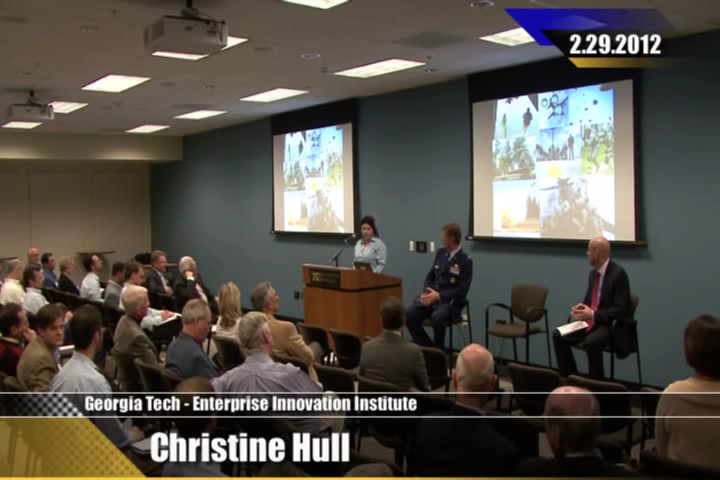 2.29.2012
Georgia Tech - Enterprise Innovation Institute
Christine Hull